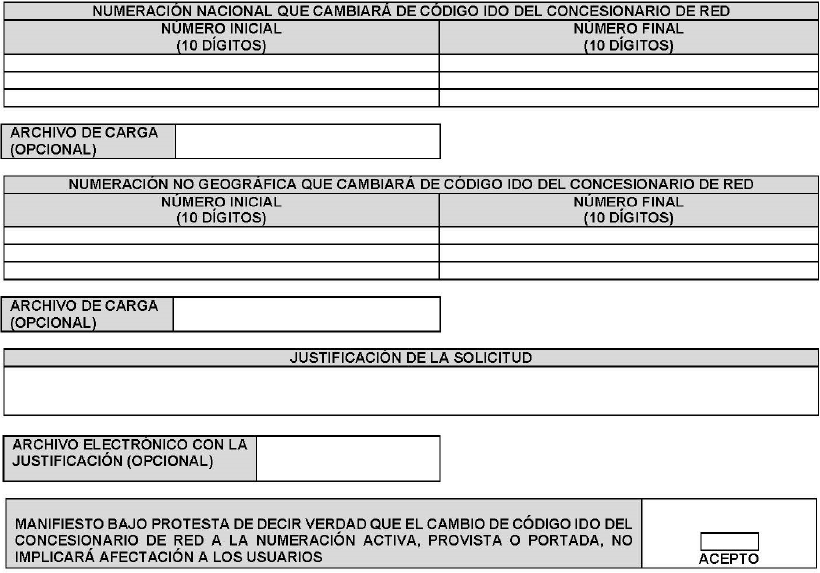 NUMERACIÓN NACIONAL QUE CAMBIARÁ DE CÓDIGO IDO DEL CONCESIONARIO DE RED
NÚMERO INICIAL
(10 DÍGITOS)
NÚMERO FINAL
(10 DÍGITOS)
ARCHIVO DE CARGA
(OPCIONAL)
NUMERACIÓN NO GEOGRÁFICA QUE CAMBIARÁ DE CÓDIGO IDO DEL CONCESIONARIO DE RED
NÚMERO INICIAL
(10 DÍGITOS)
NÚMERO FINAL
(10 DÍGITOS)
ARCHIVO DE CARGA
(OPCIONAL)
JUSTIFICACIÓN DE LA SOLICITUD
ARCHIVO ELECTRÓNICO CON LA
JUSTIFICACIÓN (OPCIONAL)
MANIFIESTO BAJO PROTESTA DE DECIR VERDAD QUE EL CAMBIO DE CÓDIGO IDO DEL
CONCESIONARIO DE RED A LA NUMERACIÓN ACTIVA, PROVISTA O PORTADA, NO
IMPLICARÁ AFECTACIÓN A LOS USUARIOS
ACEPTO